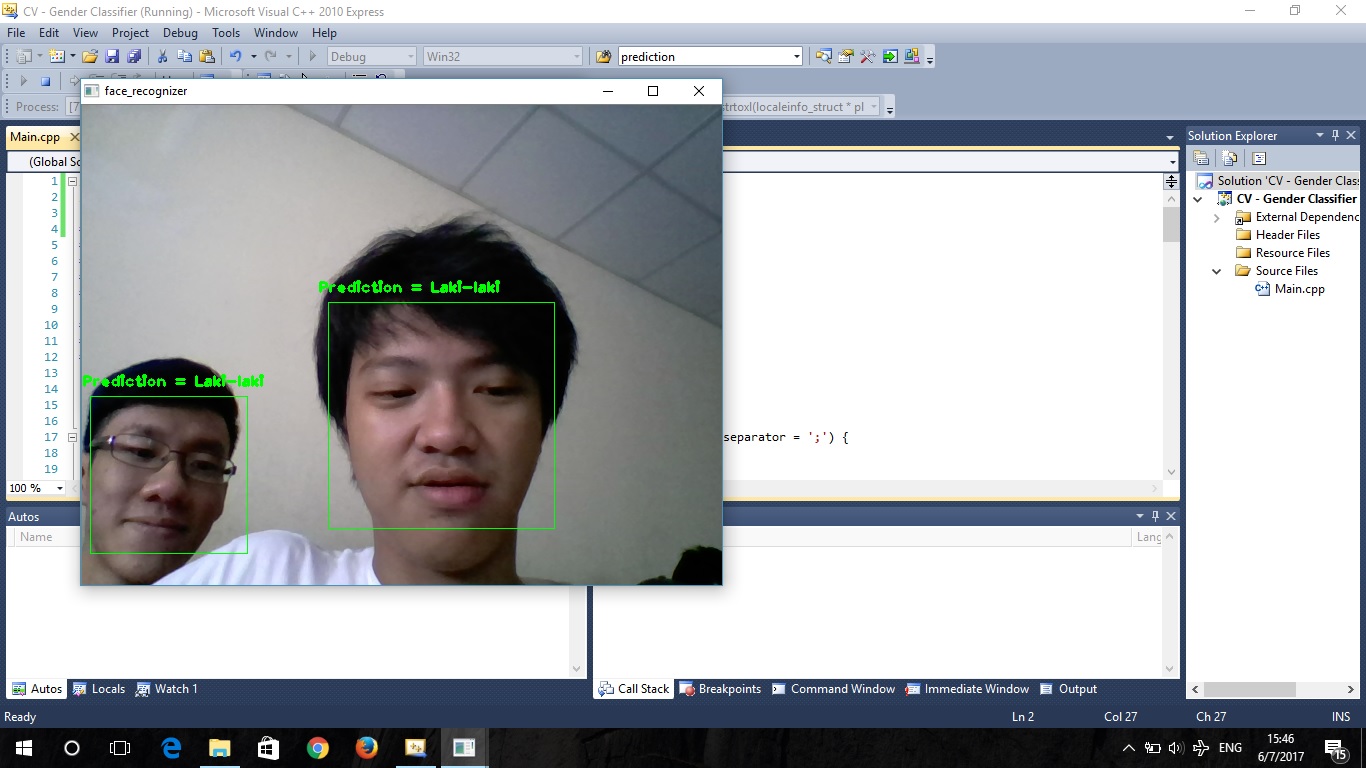 CV - Gender Classifier (Running) - Microsoft Visual C++ 2010 Express
File Edit View Project Debug Tools Window Help
Debug Win32 prediction
Process: [7
strtoxl(localeinfo_struct * pl
face_recognizer
Main.cpp
(Global Sc
Prediction = Laki-laki
Prediction = Laki-laki
1
2
3
4
5
6
7
8
9
10
11
12
13
14
15
16
17
separator = ';') {
18
19
100 %
Solution Explorer
Solution 'CV - Gender Clas
CV - Gender Classifier
External Dependenc
Header Files
Resource Files
Source Files
Main.cpp
Autos
Name
Lang
Autos Locals Watch 1
Call Stack Breakpoints Command Window Immediate Window Output
Ready Ln 2 Col 27 Ch 27 INS
ENG
15:46
6/7/2017
15